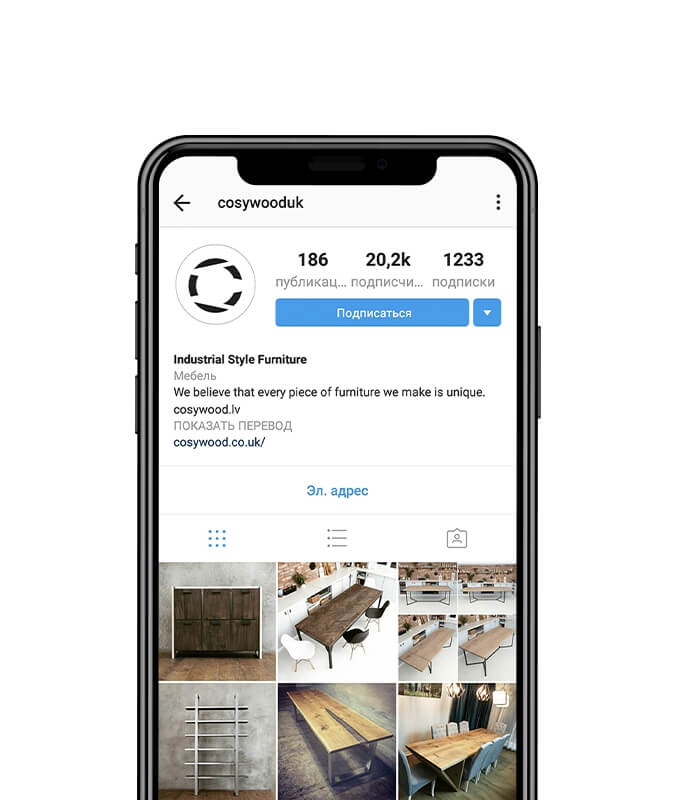 cosywooduk
186 20,2k 1233
публикац... подписчи... подписки
Подписаться
Industrial Style Furniture
Мебель
We believe that every piece of furniture we make is unique.
cosywood.lv
ПОКАЗАТЬ ПЕРЕВОД
cosywood.co.uk/
Эл. адрес